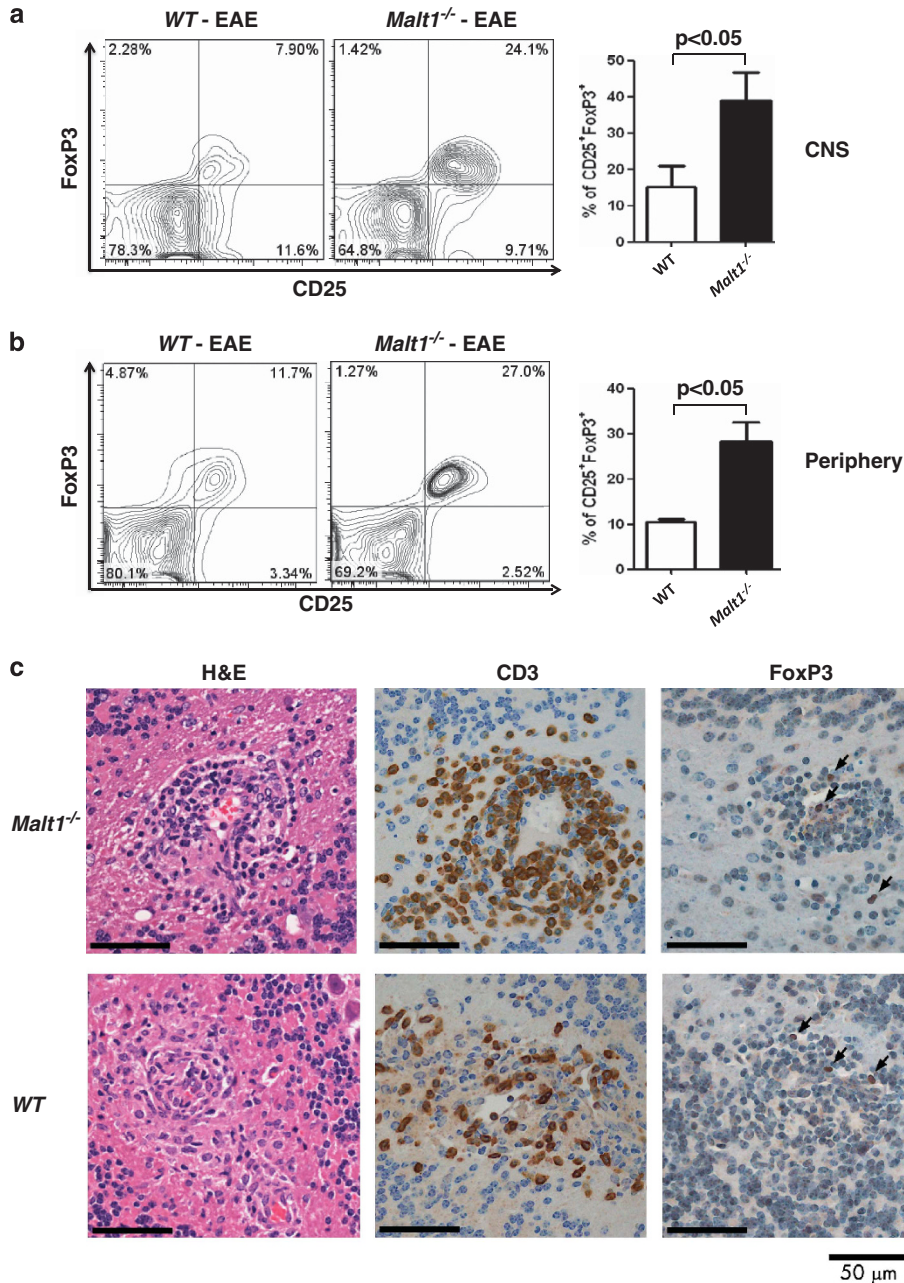 a
WT - EAE
Malt1-/- - EAE
2.28%
7.90%
78.3%
11.6%
1.42%
24.1%
64.8%
9.71%
FoxP3
CD25
p<0.05
% of CD25+FoxP3+
50
40
30
20
10
0
WT
Malt1-/-
CNS
b
WT - EAE
Malt1-/- - EAE
4.87%
11.7%
80.1%
3.34%
1.27%
27.0%
69.2%
2.52%
FoxP3
CD25
p<0.05
% of CD25+FoxP3+
40
30
20
10
0
WT
Malt1-/-
Periphery
c
H&E
CD3
FoxP3
Malt1-/-
WT
50 µm